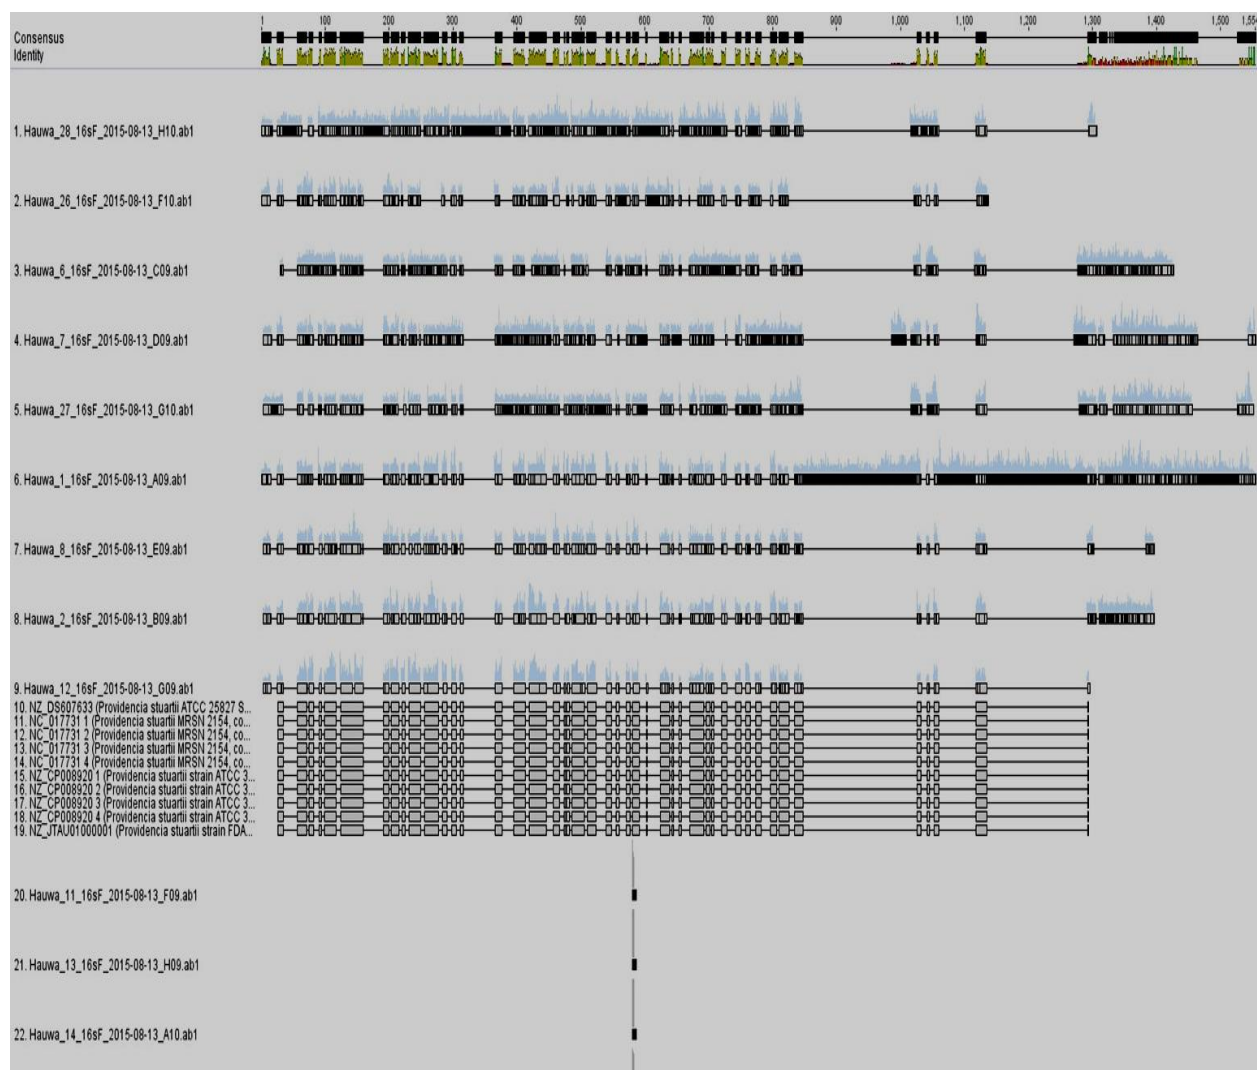 1 100 200 300 400 500 600 700 800 900 1,000 1,100 1,200 1,300 1,400 1,500 1,55
Consensus
Identity
1. Hauwa_28_16sF_2015-08-13_H10.ab1
2. Hauwa_26_16sF_2015-08-13_F10.ab1
3. Hauwa_6_16sF_2015-08-13_C09.ab1
4. Hauwa_7_16sF_2015-08-13_D09.ab1
5. Hauwa_27_16sF_2015-08-13_G10.ab1
6. Hauwa_1_16sF_2015-08-13_A09.ab1
7. Hauwa_8_16sF_2015-08-13_E09.ab1
8. Hauwa_2_16sF_2015-08-13_B09.ab1
9. Hauwa_12_16sF_2015-08-13_G09.ab1
10. NZ_DS607633 (Providencia stuartii ATCC 25827 S...
11. NC_017731 1 (Providencia stuartii MRSN 2154, co...
12. NC_017731 2 (Providencia stuartii MRSN 2154, co...
13. NC_017731 3 (Providencia stuartii MRSN 2154, co...
14. NC_017731 4 (Providencia stuartii MRSN 2154, co...
15. NZ_CP008920 1 (Providencia stuartii strain ATCC 3...
16. NZ_CP008920 2 (Providencia stuartii strain ATCC 3...
17. NZ_CP008920 3 (Providencia stuartii strain ATCC 3...
18. NZ_CP008920 4 (Providencia stuartii strain ATCC 3...
19. NZ_JTAU01000001 (Providencia stuartii strain FDA...
20. Hauwa_11_16sF_2015-08-13_F09.ab1
21. Hauwa_13_16sF_2015-08-13_H09.ab1
22. Hauwa_14_16sF_2015-08-13_A10.ab1